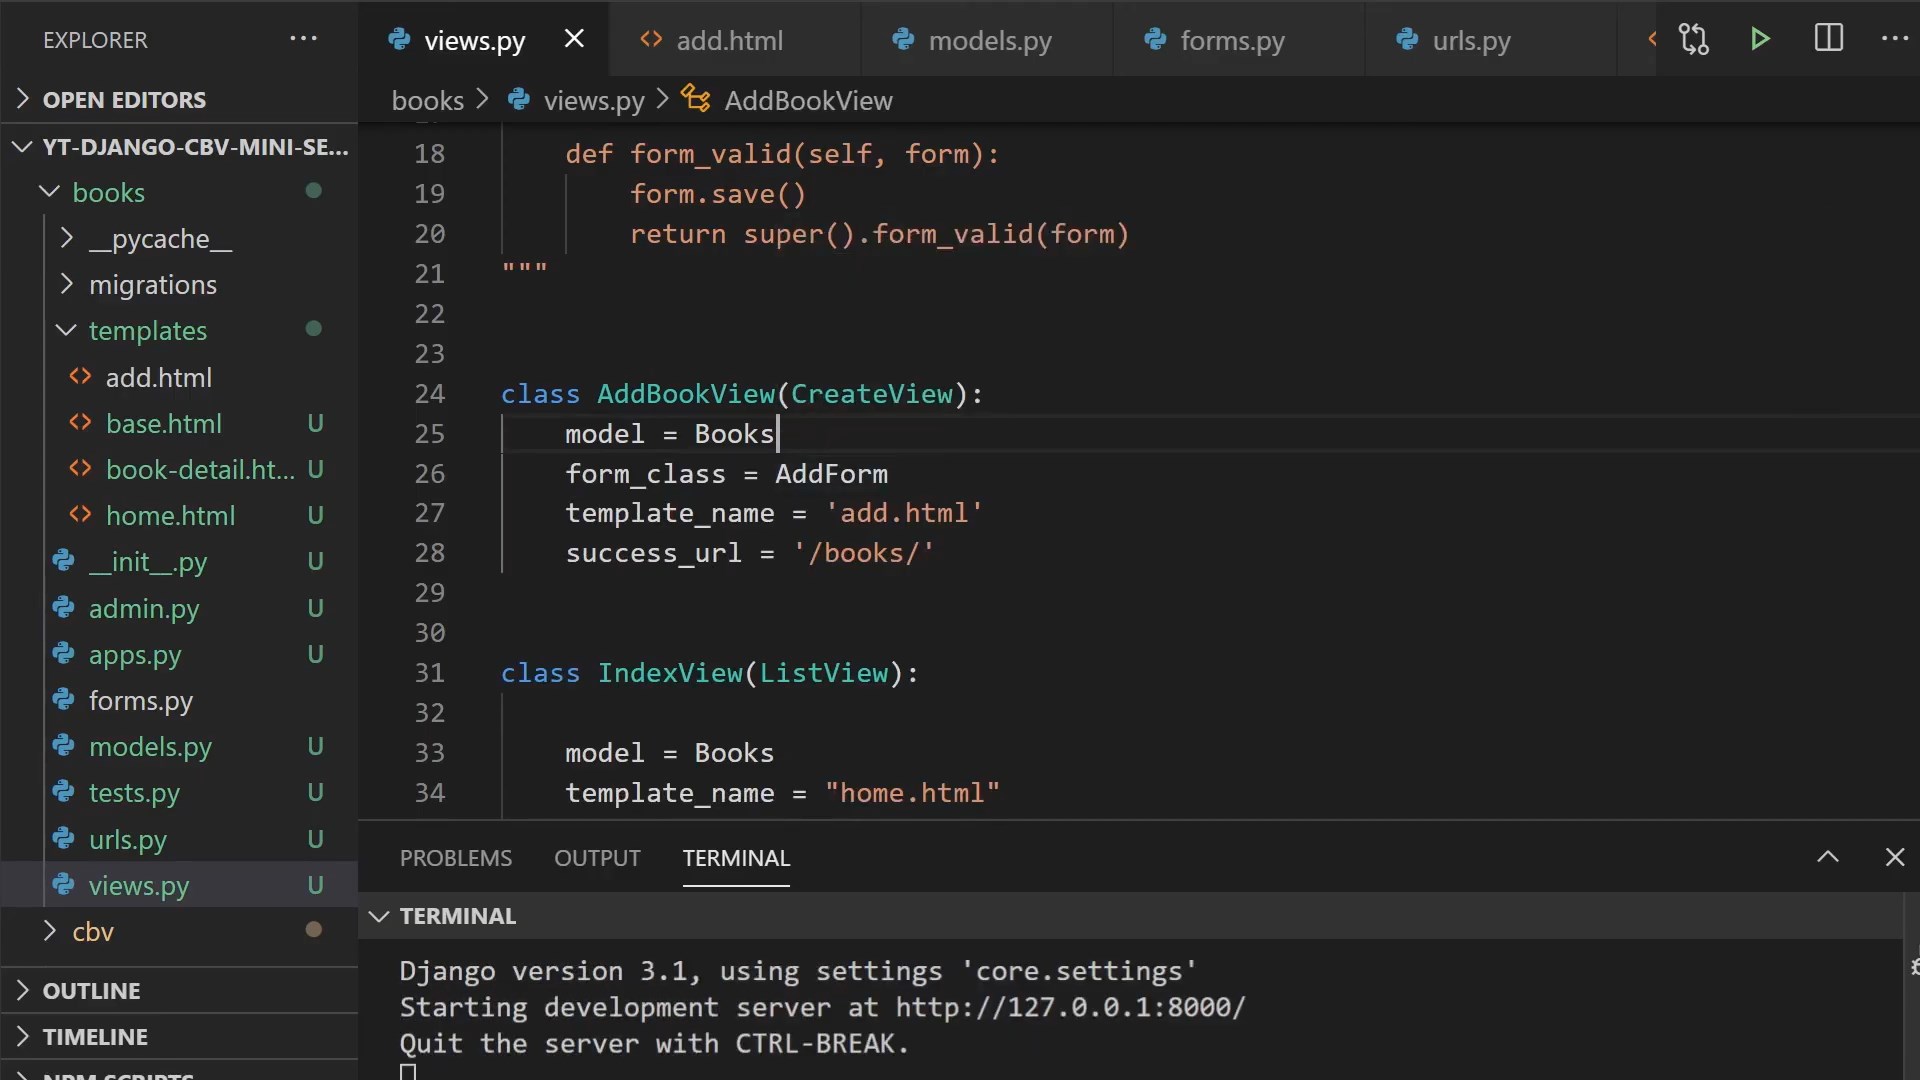 EXPLORER
OPEN EDITORS
YT-DJANGO-CBV-MINI-SE...
books
__pycache__
migrations
templates
add.html
base.html U
book-detail.ht... U
home.html U
__init__.py U
admin.py U
apps.py U
forms.py
models.py U
tests.py U
urls.py U
views.py U
cbv
OUTLINE
TIMELINE
NPM SCRIPTS
views.py add.html models.py forms.py urls.py
books > views.py > AddBookView
18 def form_valid(self, form):
19 form.save()
20 return super().form_valid(form)
21 """
22
23
24 class AddBookView(CreateView):
25 model = Books
26 form_class = AddForm
27 template_name = 'add.html'
28 success_url = '/books/'
29
30
31 class IndexView(ListView):
32
33 model = Books
34 template_name = "home.html"
PROBLEMS OUTPUT TERMINAL
TERMINAL
Django version 3.1, using settings 'core.settings'
Starting development server at http://127.0.0.1:8000/
Quit the server with CTRL-BREAK.